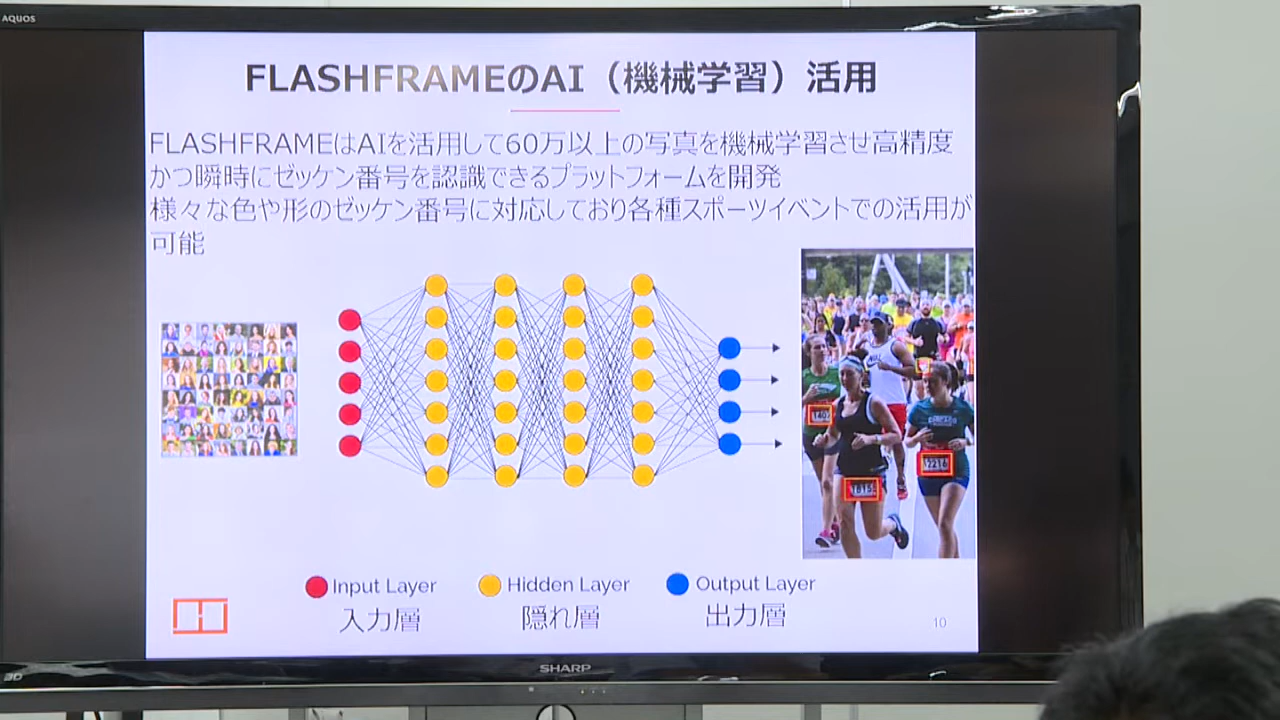 AQUOS
FLASHFRAMEのAI（機械学習）活用
FLASHFRAMEはAIを活用して60万以上の写真を機械学習させ高精度
かつ瞬時にゼッケン番号を認識できるプラットフォームを開発
様々な色や形のゼッケン番号に対応しており各種スポーツイベントでの活用が
可能
Input Layer
Hidden Layer
Output Layer
入力層
隠れ層
出力層
10
SHARP
3D